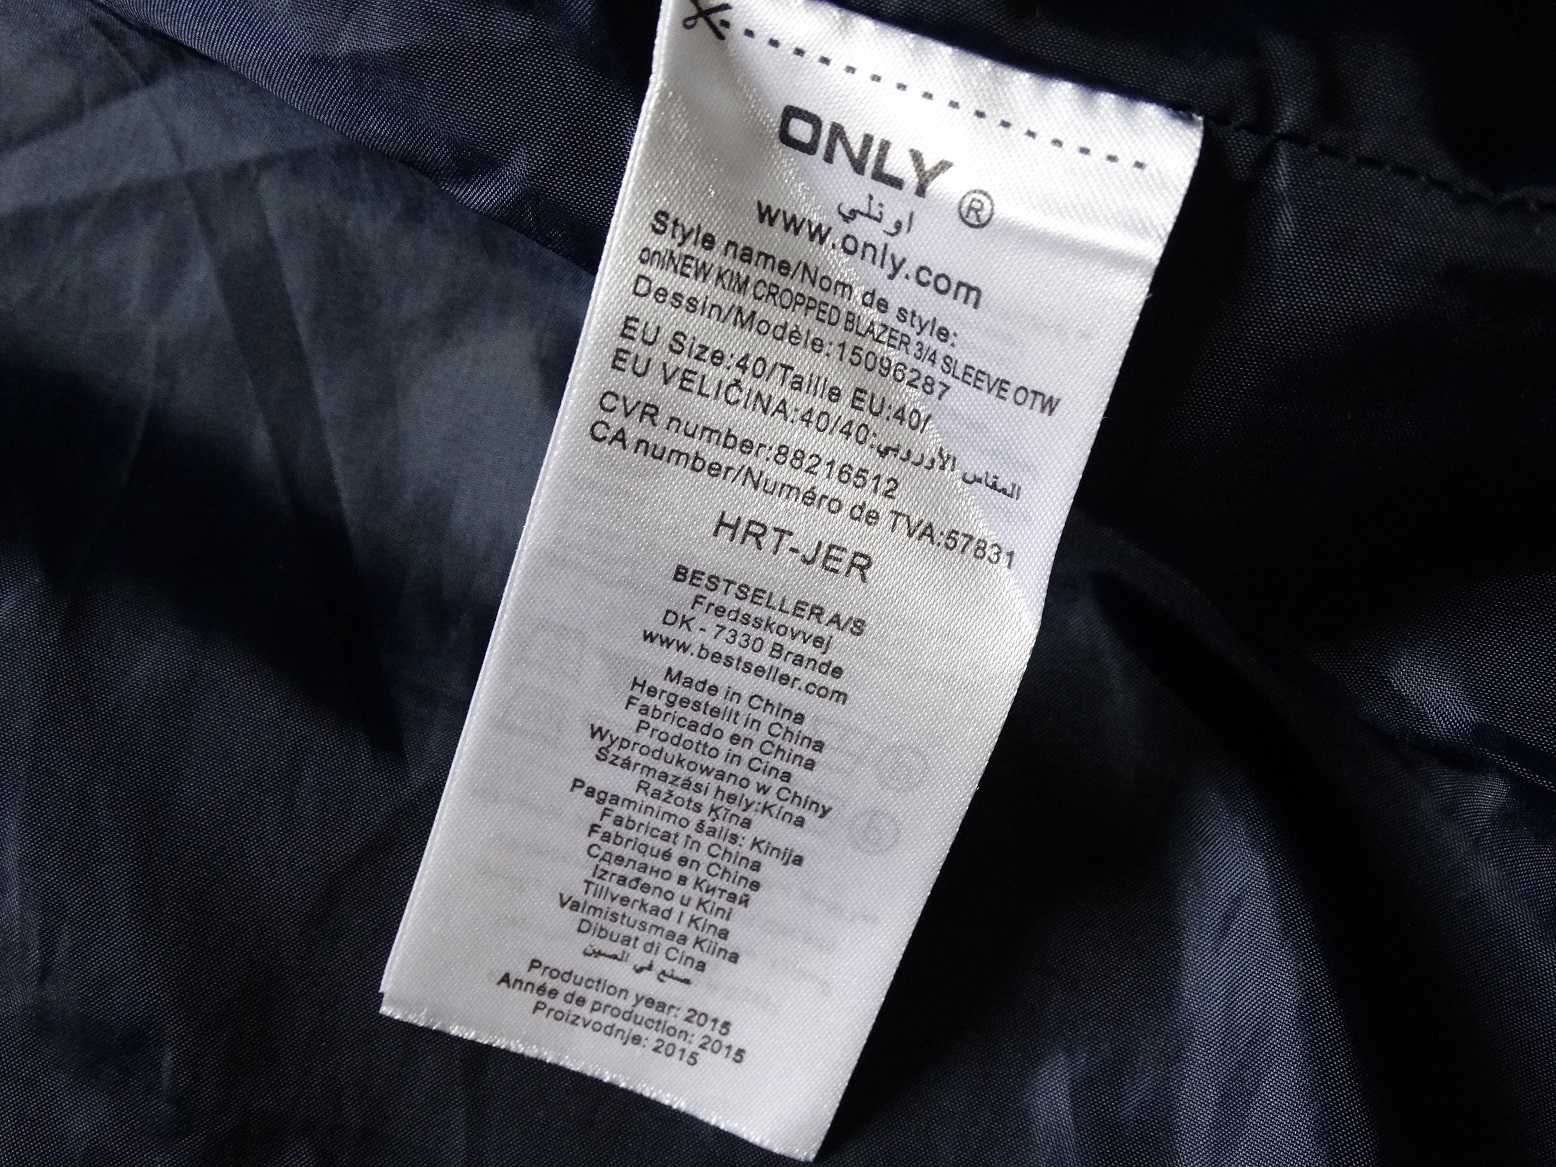 ONLY ®
اونلي
www.only.com
Style name/Nom de style:
onlNEW KIM CROPPED BLAZER 3/4 SLEEVE OTW
Dessin/Modèle:15096287
EU Size:40/Taille EU:40/
EU VELIČINA:40/40:المقاس الأوروبي
CVR number:88216512
CA number/Numéro de TVA:57831
HRT-JER
BESTSELLER A/S
Fredsskovvej
DK - 7330 Brande
www.bestseller.com
Made in China
Hergestellt in China
Fabricado en China
Prodotto in Cina
Wyprodukowano w Chiny
Származási hely:Kína
Ražots Ķīna
Pagaminimo šalis: Kinija
Fabricat în China
Fabriqué en Chine
Сделано в Китай
Izrađeno u Kini
Tillverkad I Kina
Valmistusmaa Kiina
Dibuat di Cina
صنع في الصين
Production year: 2015
Année de production: 2015
Proizvodnje: 2015